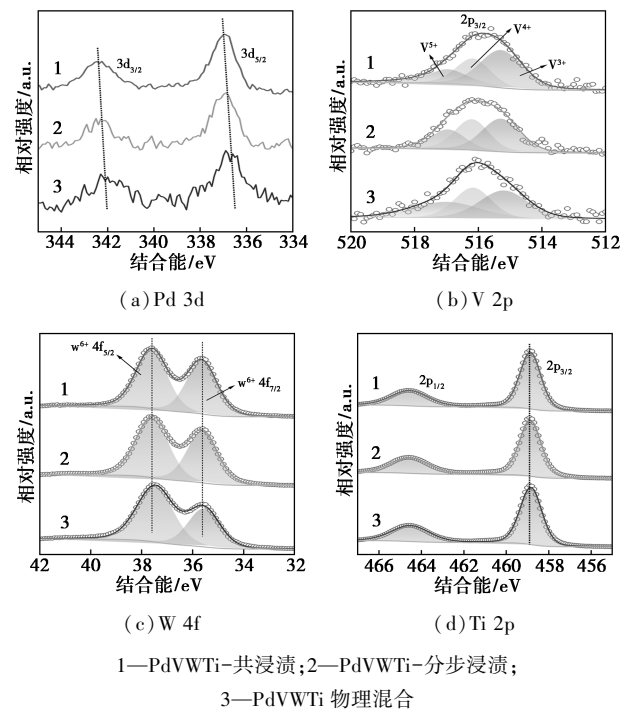 1
3d3/2
3d5/2
2
3
相对强度/a.u.
344 342 340 338 336 334
结合能/eV
(a)Pd 3d
2p3/2
V5+
V4+
V3+
1
2
3
相对强度/a.u.
520 518 516 514 512
结合能/eV
(b)V 2p
w6+ 4f5/2
w6+ 4f7/2
1
2
3
相对强度/a.u.
42 40 38 36 34 32
结合能/eV
(c)W 4f
1
2p1/2
2p3/2
2
3
相对强度/a.u.
466 464 462 460 458 456
结合能/eV
(d)Ti 2p
1—PdVWTi-共浸渍;2—PdVWTi-分步浸渍;
3—PdVWTi 物理混合